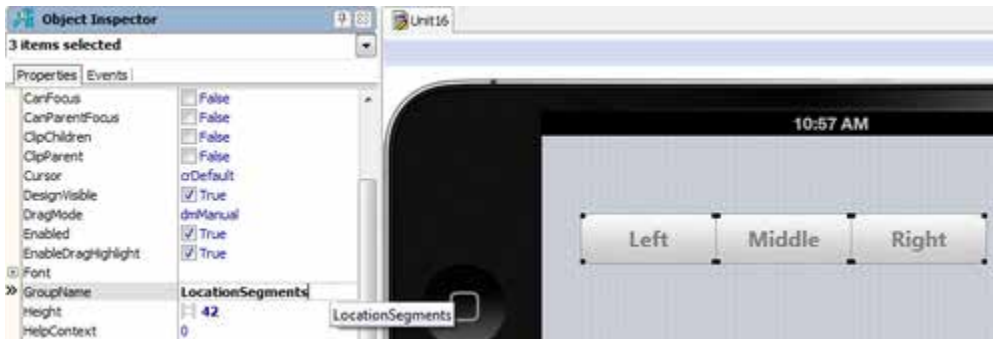 Object Inspector
3 items selected
Properties Events
CanFocus False
CanParentFocus False
ClipChildren False
ClipParent False
Cursor crDefault
DesignVisible True
DragMode dmManual
Enabled True
EnableDragHighlight True
Font
GroupName LocationSegments
Height 42
HelpContext 0
LocationSegments
Unit16
10:57 AM
Left Middle Right